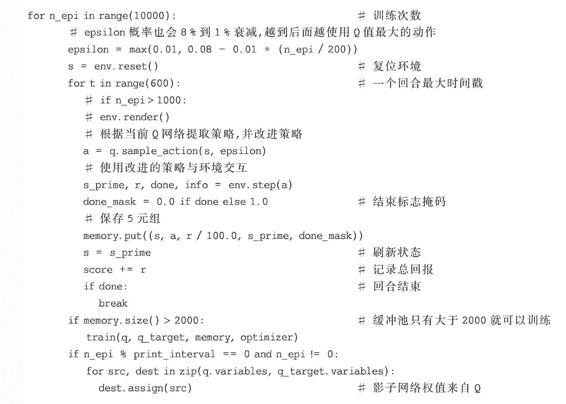 for n_epi in range(10000): # 训练次数
# epsilon 概率也会 8%到 1%衰减,越到后面越使用 Q值最大的动作
epsilon = max(0.01, 0.08 - 0.01 * (n_epi / 200))
s = env.reset() # 复位环境
for t in range(600): # 一个回合最大时间戳
# if n_epi > 1000:
# env.render()
# 根据当前 Q 网络提取策略,并改进策略
a = q.sample_action(s, epsilon)
# 使用改进的策略与环境交互
s_prime, r, done, info = env.step(a)
done_mask = 0.0 if done else 1.0 # 结束标志掩码
# 保存 5 元组
memory.put((s, a, r / 100.0, s_prime, done_mask))
s = s_prime # 刷新状态
score += r # 记录总回报
if done: # 回合结束
break
if memory.size() > 2000: # 缓冲池只有大于 2000 就可以训练
train(q, q_target, memory, optimizer)
if n_epi % print_interval == 0 and n_epi != 0:
for src, dest in zip(q.variables, q_target.variables):
dest.assign(src) # 影子网络权值来自 Q